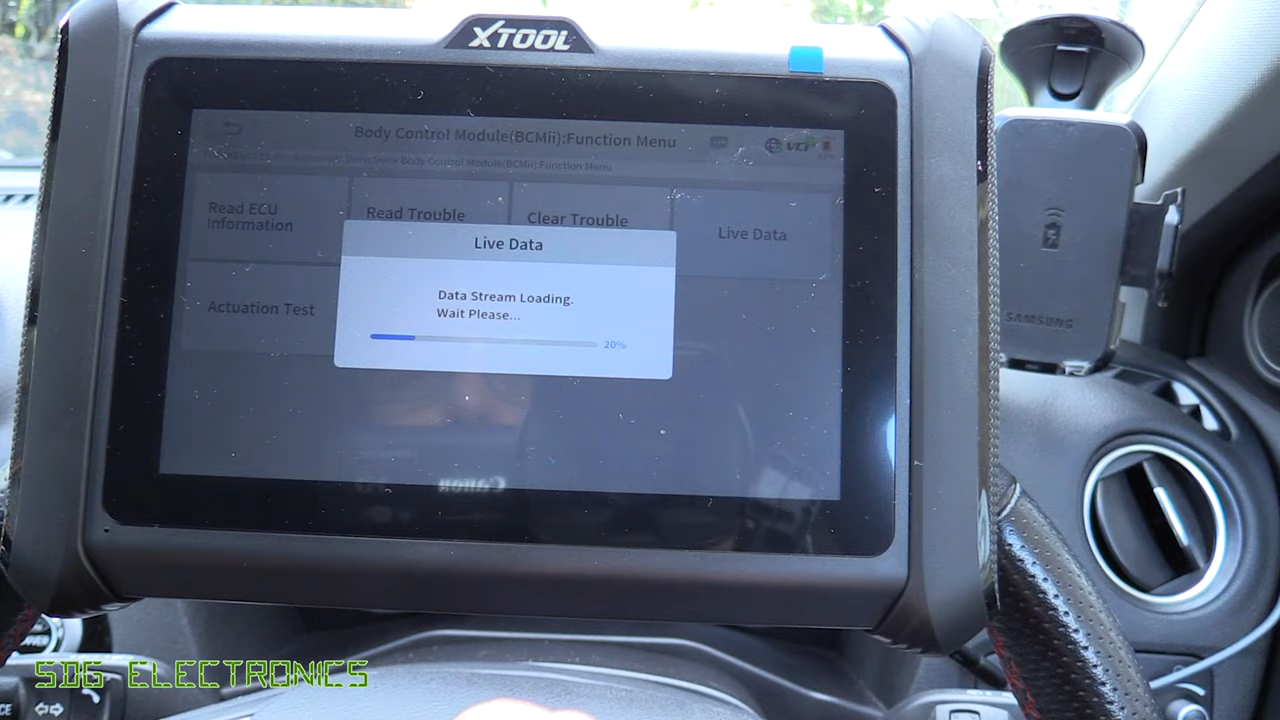 XTOOL
Body Control Module(BCMii):Function Menu
VCI
Body Control Module(BCMii):Function Menu
Read ECU
Information
Read Trouble
Clear Trouble
Live Data
Live Data
Data Stream Loading.
Wait Please...
20%
Actuation Test
Canon
SAMSUNG
SDG ELECTRONICS